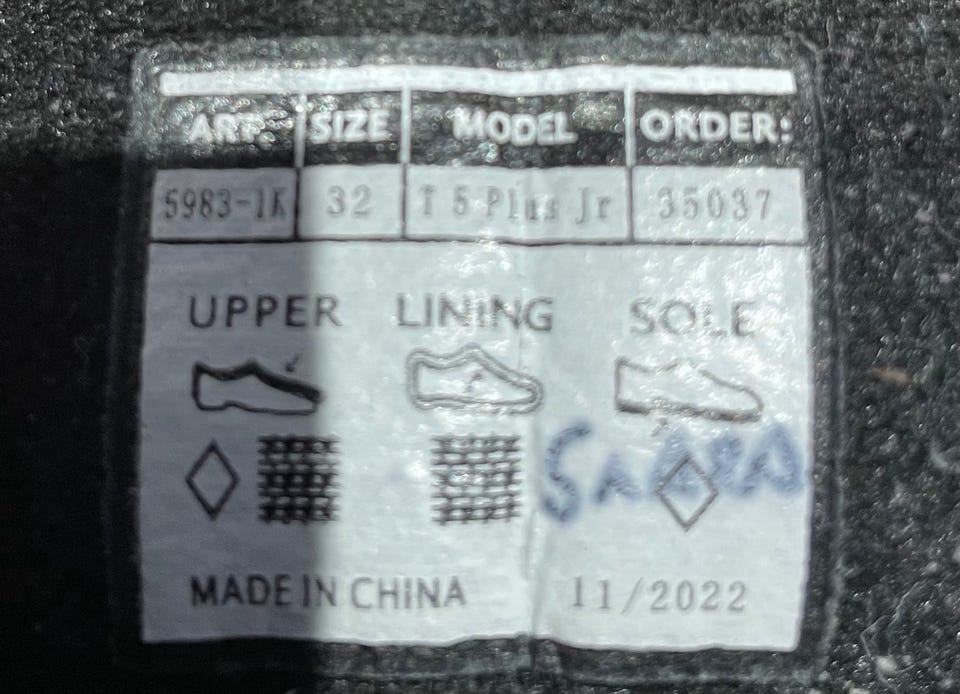 ART. SIZE MODEL ORDER:
5983-1K 32 T 5 Plus Jr 35037
UPPER LINING SOLE
MADE IN CHINA 11/2022